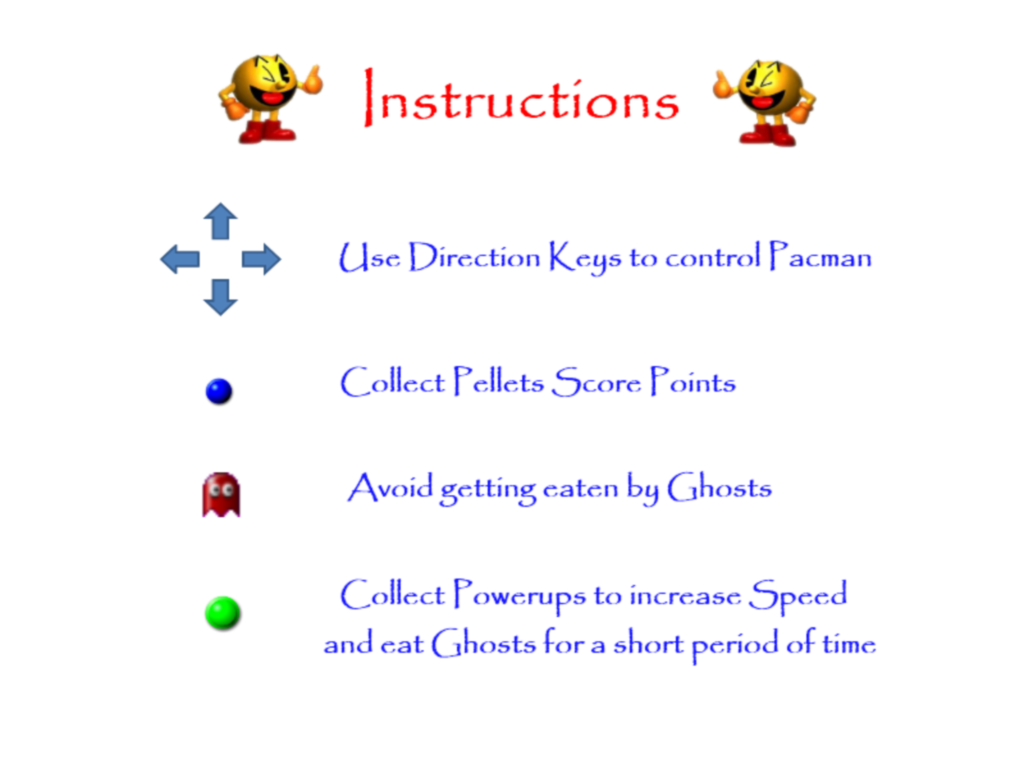 Instructions
Use Direction Keys to control Pacman
Collect Pellets Score Points
Avoid getting eaten by Ghosts
Collect Powerups to increase Speed
and eat Ghosts for a short period of time